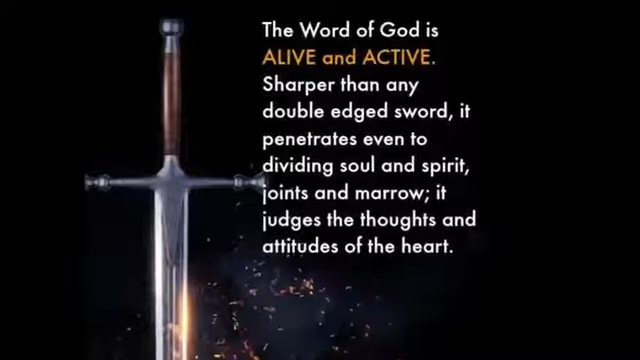 The Word of God is
ALIVE and ACTIVE.
Sharper than any
double edged sword, it
penetrates even to
dividing soul and spirit,
joints and marrow; it
judges the thoughts and
attitudes of the heart.